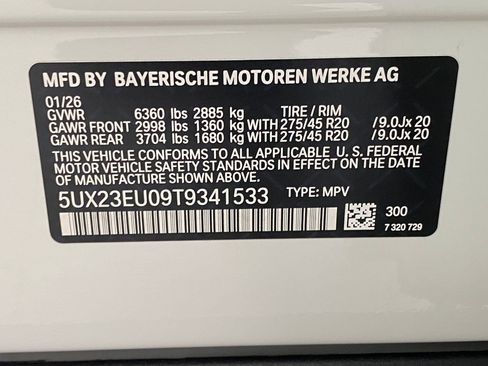 MFD BY BAYERISCHE MOTOREN WERKE AG
01/26
GVWR 6360 lbs 2885 kg TIRE / RIM
GAWR FRONT 2998 lbs 1360 kg WITH 275/45 R20 /9.0Jx 20
GAWR REAR 3704 lbs 1680 kg WITH 275/45 R20 /9.0Jx 20
THIS VEHICLE CONFORMS TO ALL APPLICABLE U. S. FEDERAL
MOTOR VEHICLE SAFETY STANDARDS IN EFFECT ON THE DATE
OF MANUFACTURE SHOWN ABOVE.
5UX23EU09T9341533 TYPE: MPV
300
7 320 729